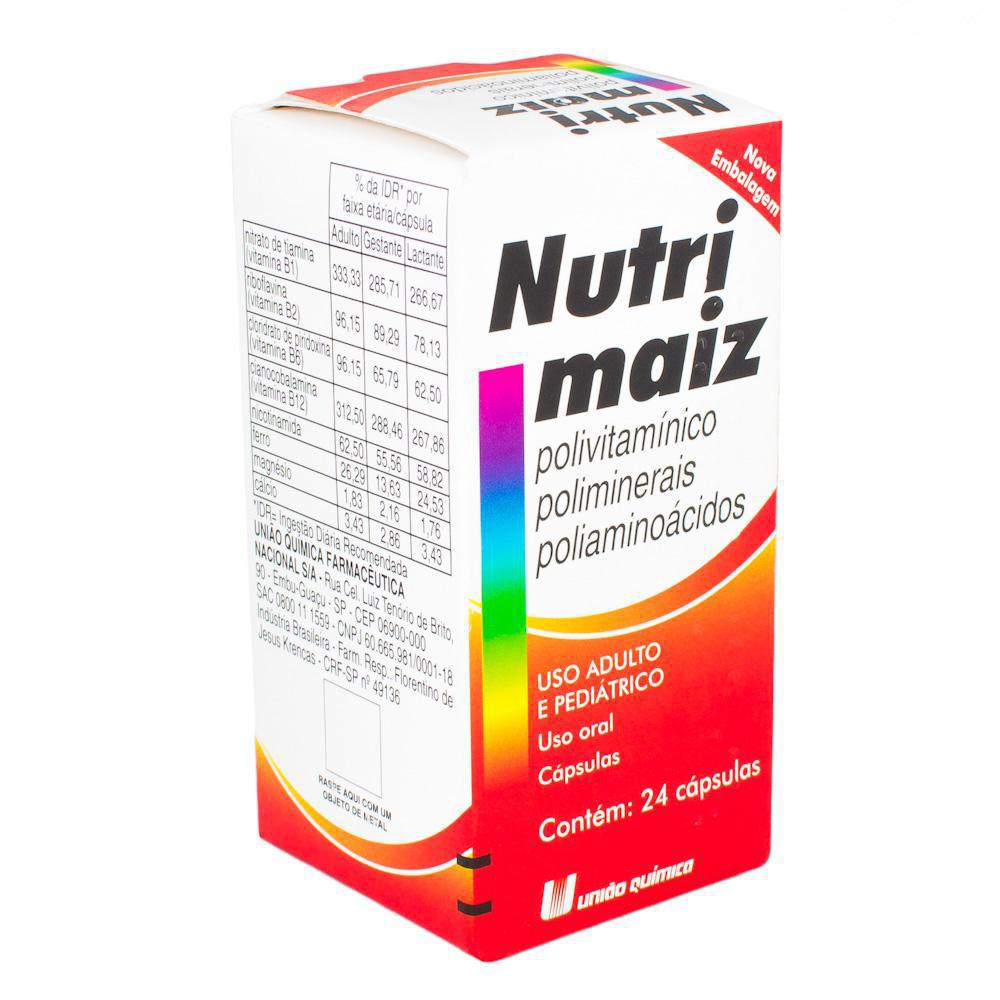 Nutri
maiz
polivitamínico
poliminerais
poliaminoácidos
Nova
Embalagem
Nutri
maiz
polivitamínico
poliminerais
poliaminoácidos
USO ADULTO
E PEDIÁTRICO
Uso oral
Cápsulas
Contém: 24 cápsulas
união química
% da IDR* por
faixa etária/cápsula
Adulto Gestante Lactante
nitrato de tiamina
(vitamina B1) 333,33 285,71 266,67
riboflavina
(vitamina B2) 96,15 89,29 78,13
cloridrato de piridoxina
(vitamina B6) 96,15 65,79 62,50
cianocobalamina
(vitamina B12) 312,50 288,46 267,86
nicotinamida 62,50 55,56 58,82
ferro 26,29 13,63 24,53
magnésio 1,83 2,16 1,76
cálcio 3,43 2,86 3,43
*IDR= Ingestão Diária Recomendada
UNIÃO QUÍMICA FARMACÊUTICA
NACIONAL S/A - Rua Cel. Luiz Tenório de Brito,
90 - Embu-Guaçu - SP - CEP 06900-000
SAC 0800 11 1559 - CNPJ 60.665.981/0001-18
Indústria Brasileira - Farm. Resp.: Florentino de
Jesus Krencas - CRF-SP nº 49136
RASPE AQUI COM UM
OBJETO DE METAL